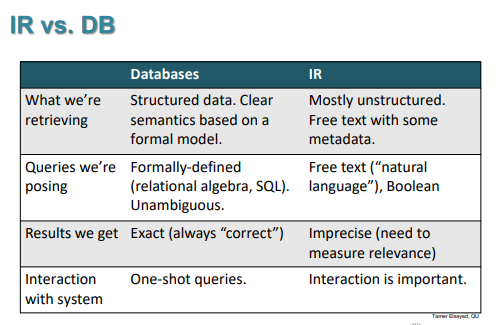 IR vs. DB
Databases IR
What we're Structured data. Clear Mostly unstructured.
retrieving semantics based on a Free text with some
formal model. metadata.
Queries we're Formally-defined Free text (“natural
posing (relational algebra, SQL). language”), Boolean
Unambiguous.
Results we get Exact (always “correct”) Imprecise (need to
measure relevance)
Interaction One-shot queries. Interaction is important.
with system
Tamer Elsayed, QU